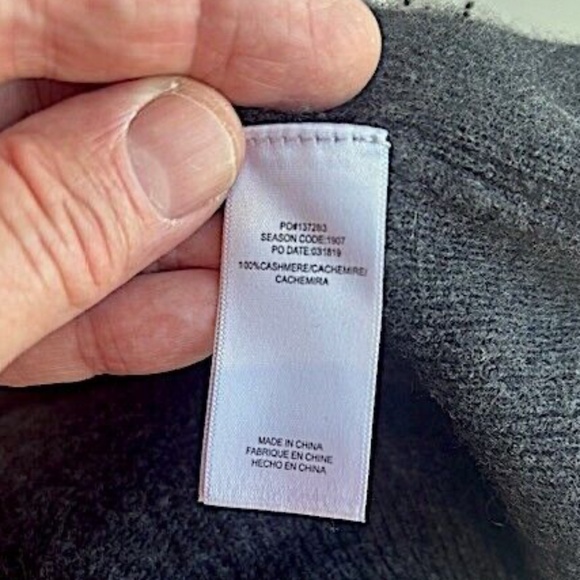 PO#137283
SEASON CODE:1907
PO DATE:031819
100%CASHMERE/CACHEMIRE/
CACHEMIRA
MADE IN CHINA
FABRIQUE EN CHINE
HECHO EN CHINA